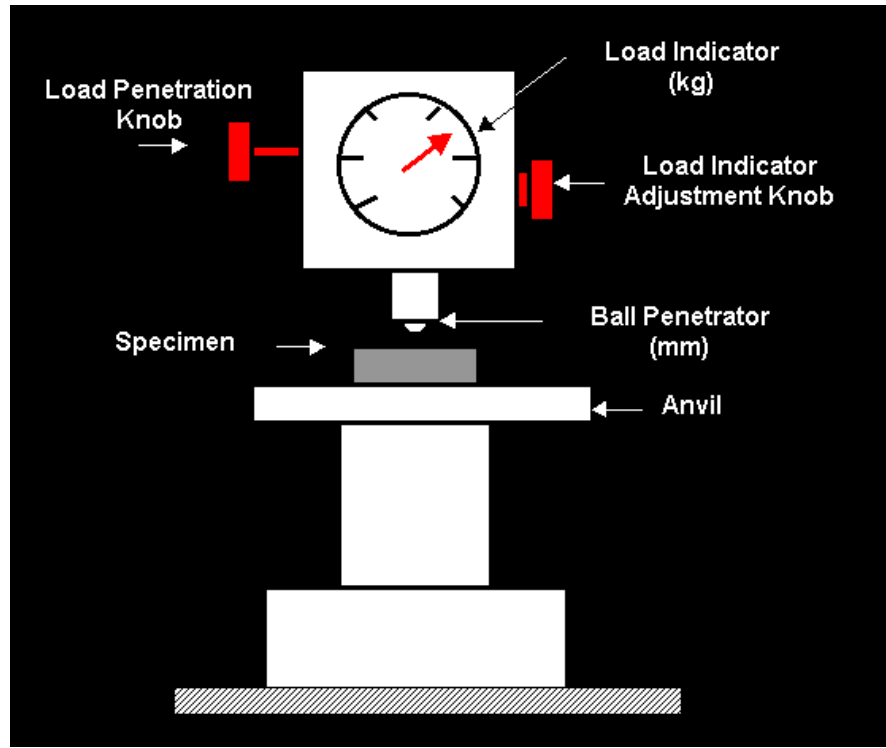 Load Indicator
(kg)
Load Penetration
Knob
Load Indicator
Adjustment Knob
Ball Penetrator
(mm)
Specimen
Anvil